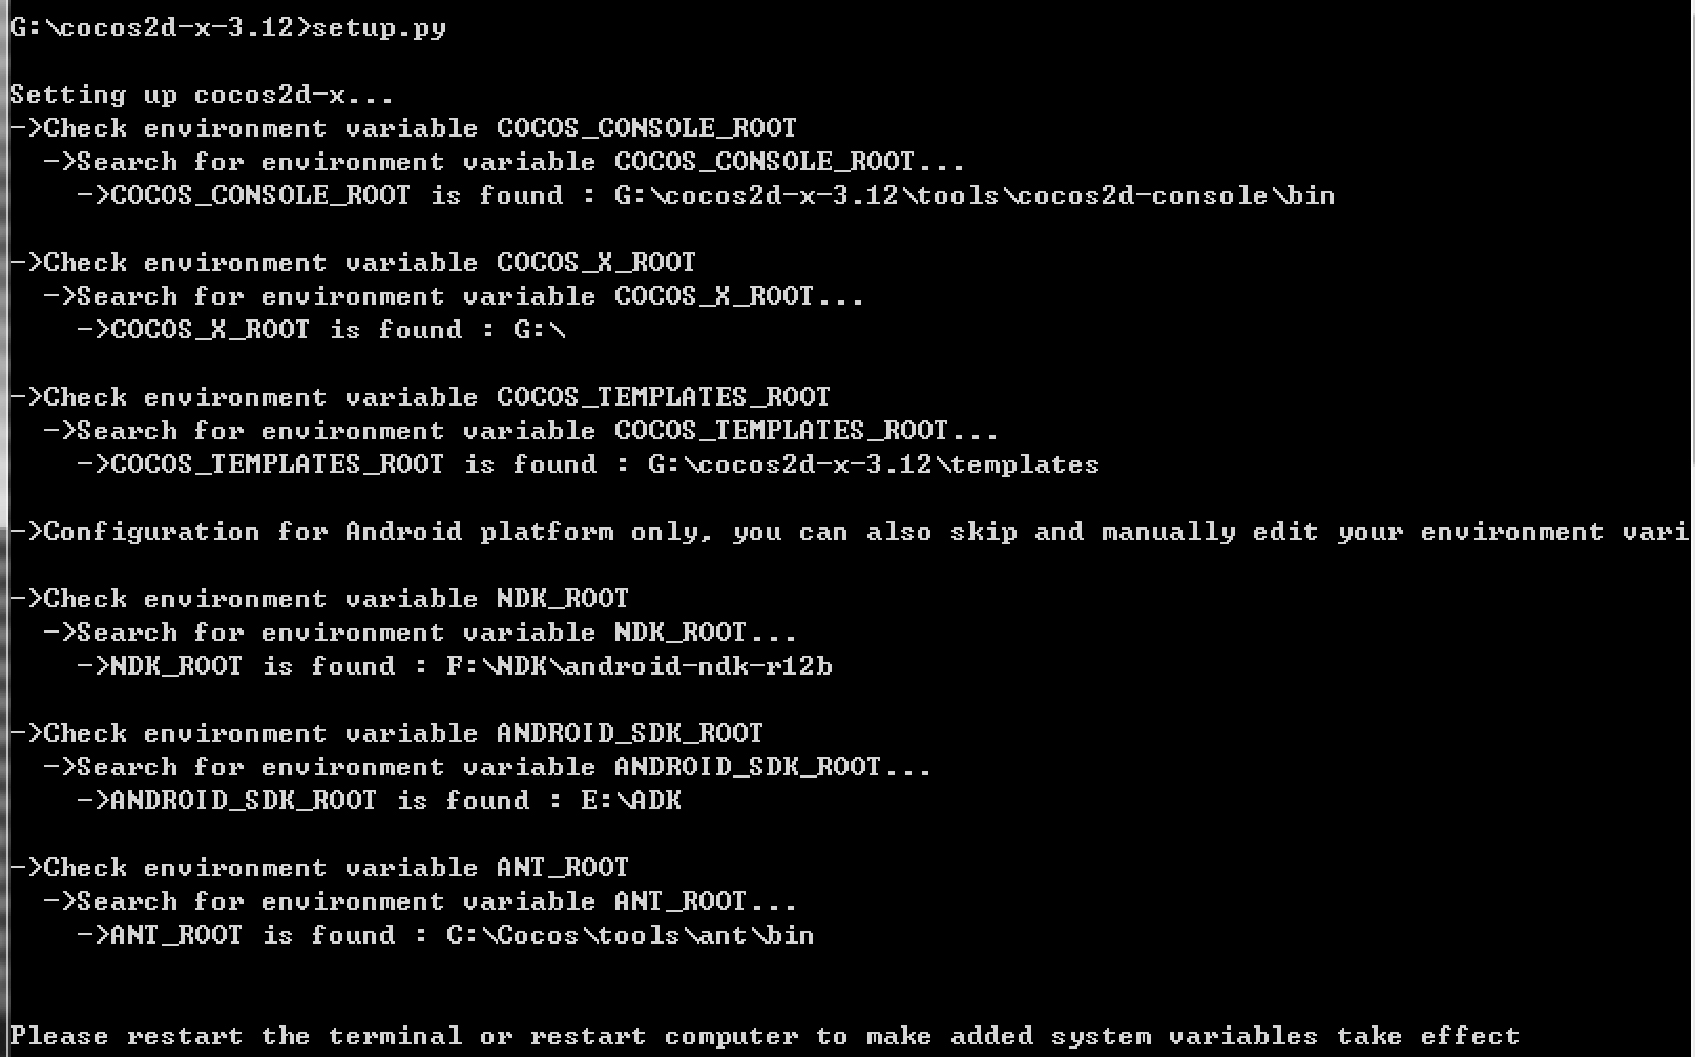 G:\cocos2d-x-3.12>setup.py
Setting up cocos2d-x...
->Check environment variable COCOS_CONSOLE_ROOT
->Search for environment variable COCOS_CONSOLE_ROOT...
->COCOS_CONSOLE_ROOT is found : G:\cocos2d-x-3.12\tools\cocos2d-console\bin
->Check environment variable COCOS_X_ROOT
->Search for environment variable COCOS_X_ROOT...
->COCOS_X_ROOT is found : G:\
->Check environment variable COCOS_TEMPLATES_ROOT
->Search for environment variable COCOS_TEMPLATES_ROOT...
->COCOS_TEMPLATES_ROOT is found : G:\cocos2d-x-3.12\templates
->Configuration for Android platform only, you can also skip and manually edit your environment vari
->Check environment variable NDK_ROOT
->Search for environment variable NDK_ROOT...
->NDK_ROOT is found : F:\NDK\android-ndk-r12b
->Check environment variable ANDROID_SDK_ROOT
->Search for environment variable ANDROID_SDK_ROOT...
->ANDROID_SDK_ROOT is found : E:\ADK
->Check environment variable ANT_ROOT
->Search for environment variable ANT_ROOT...
->ANT_ROOT is found : C:\Cocos\tools\ant\bin
Please restart the terminal or restart computer to make added system variables take effect